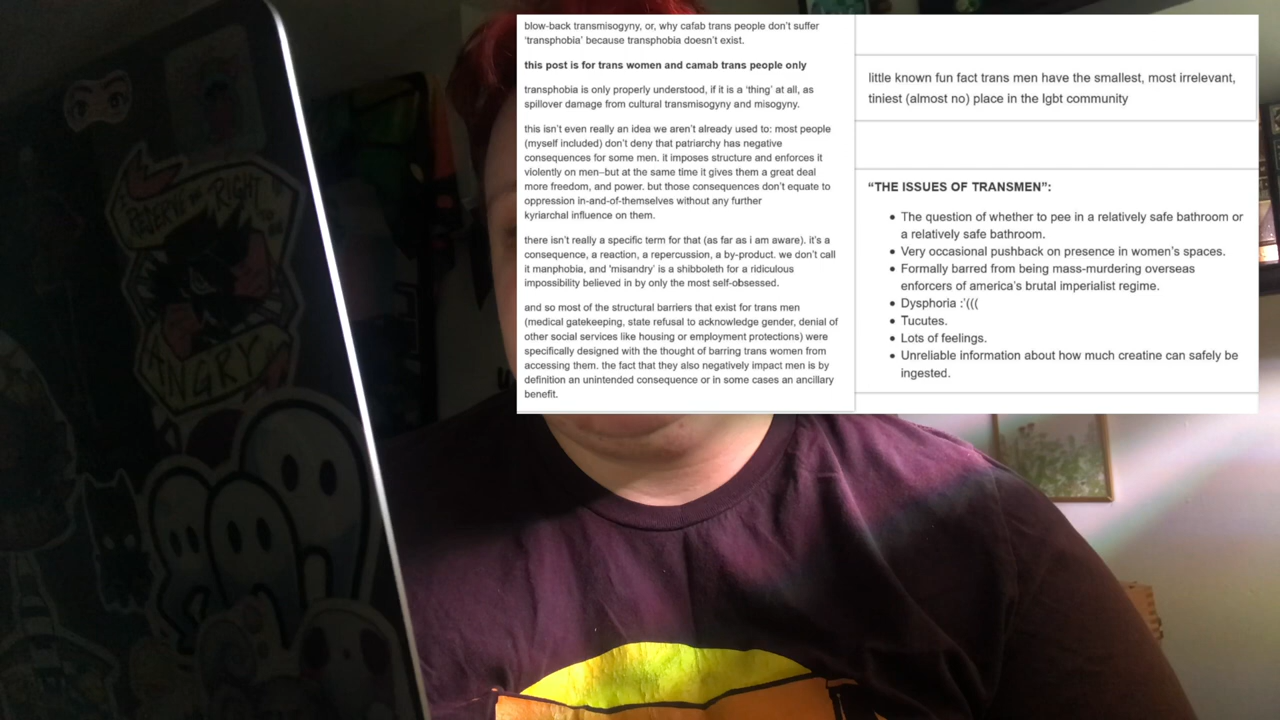 blow-back transmisogyny, or, why cafab trans people don't suffer
'transphobia' because transphobia doesn't exist.
this post is for trans women and camab trans people only
transphobia is only properly understood, if it is a 'thing' at all, as
spillover damage from cultural transmisogyny and misogyny.
this isn't even really an idea we aren't already used to: most people
(myself included) don't deny that patriarchy has negative
consequences for some men. it imposes structure and enforces it
violently on men–but at the same time it gives them a great deal
more freedom, and power. but those consequences don't equate to
oppression in-and-of-themselves without any further
kyriarchal influence on them.
there isn't really a specific term for that (as far as i am aware). it's a
consequence, a reaction, a repercussion, a by-product. we don't call
it manphobia, and 'misandry' is a shibboleth for a ridiculous
impossibility believed in by only the most self-obsessed.
and so most of the structural barriers that exist for trans men
(medical gatekeeping, state refusal to acknowledge gender, denial of
other social services like housing or employment protections) were
specifically designed with the thought of barring trans women from
accessing them. the fact that they also negatively impact men is by
definition an unintended consequence or in some cases an ancillary
benefit.
little known fun fact trans men have the smallest, most irrelevant,
tiniest (almost no) place in the lgbt community
“THE ISSUES OF TRANSMEN”:
• The question of whether to pee in a relatively safe bathroom or
a relatively safe bathroom.
• Very occasional pushback on presence in women's spaces.
• Formally barred from being mass-murdering overseas
enforcers of america's brutal imperialist regime.
• Dysphoria :'(((
• Tucutes.
• Lots of feelings.
• Unreliable information about how much creatine can safely be
ingested.
RESERVE THE RIGHT
ANGRY